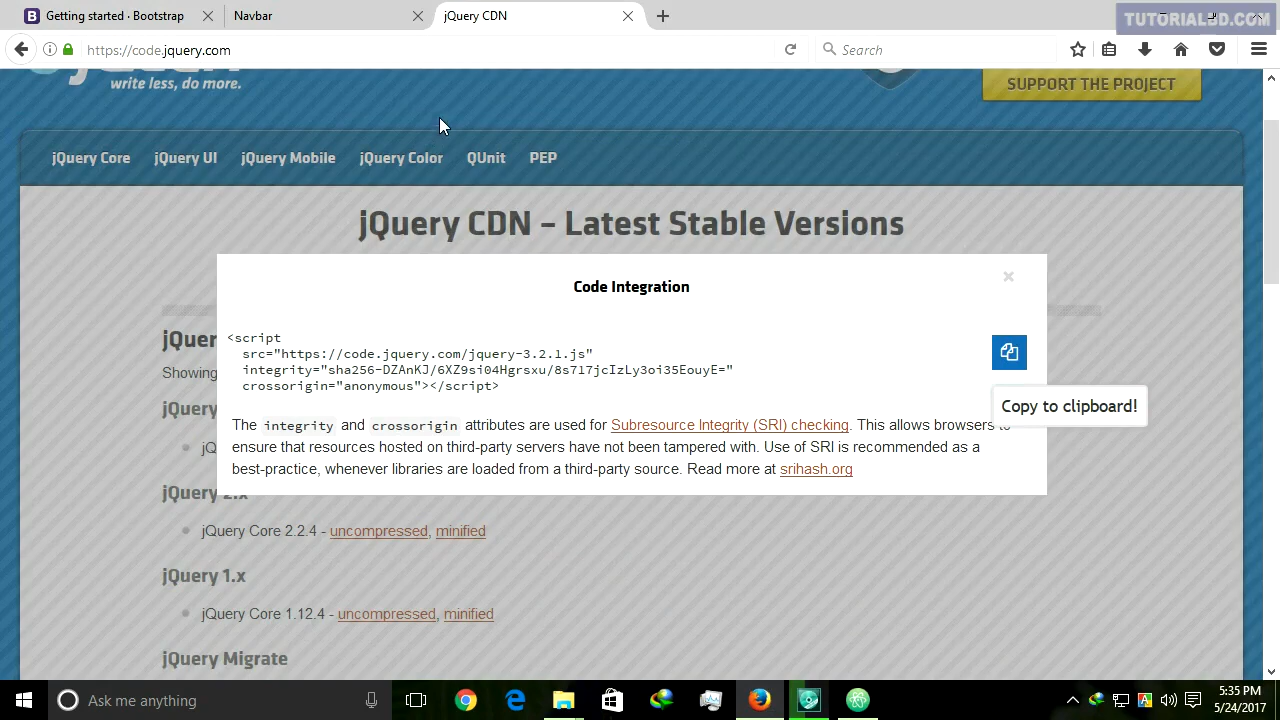 Getting started · Bootstrap
Navbar
jQuery CDN
TUTORIALBD.COM
https://code.jquery.com
Search
write less, do more.
SUPPORT THE PROJECT
jQuery Core
jQuery UI
jQuery Mobile
jQuery Color
QUnit
PEP
jQuery CDN – Latest Stable Versions
Code Integration
×
<script
src="https://code.jquery.com/jquery-3.2.1.js"
integrity="sha256-DZAnKJ/6XZ9si04Hgrsxu/8s717jcIzLy3oi35EouyE="
crossorigin="anonymous"></script>
Copy to clipboard!
The integrity and crossorigin attributes are used for Subresource Integrity (SRI) checking. This allows browsers to
ensure that resources hosted on third-party servers have not been tampered with. Use of SRI is recommended as a
best-practice, whenever libraries are loaded from a third-party source. Read more at srihash.org
jQuer
Showing
jQuery
jQ
jQuery 2.x
jQuery Core 2.2.4 - uncompressed, minified
jQuery 1.x
jQuery Core 1.12.4 - uncompressed, minified
jQuery Migrate
Ask me anything
5:35 PM
5/24/2017